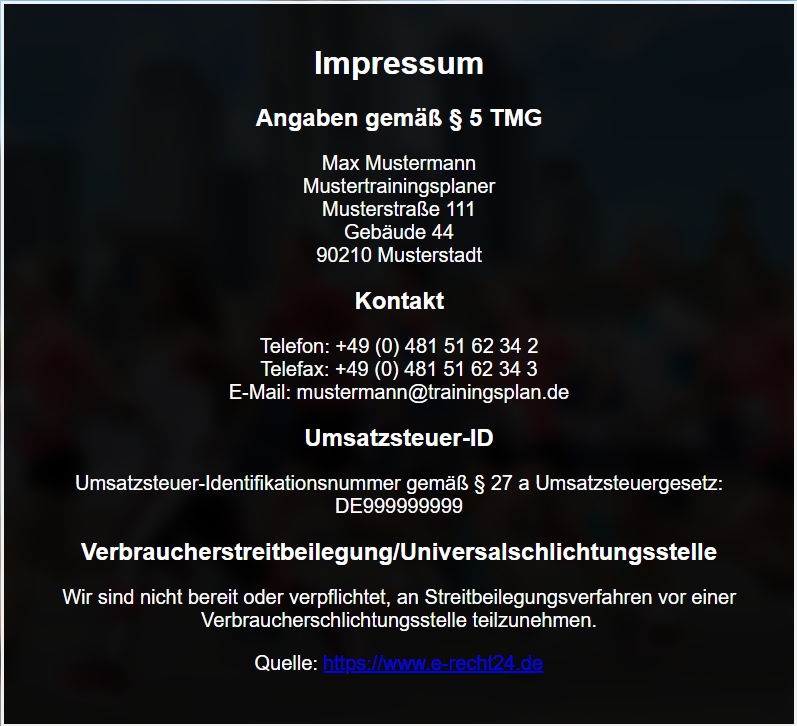 Impressum
Angaben gemäß § 5 TMG
Max Mustermann
Mustertrainingsplaner
Musterstraße 111
Gebäude 44
90210 Musterstadt
Kontakt
Telefon: +49 (0) 481 51 62 34 2
Telefax: +49 (0) 481 51 62 34 3
E-Mail: mustermann@trainingsplan.de
Umsatzsteuer-ID
Umsatzsteuer-Identifikationsnummer gemäß § 27 a Umsatzsteuergesetz:
DE999999999
Verbraucherstreitbeilegung/Universalschlichtungsstelle
Wir sind nicht bereit oder verpflichtet, an Streitbeilegungsverfahren vor einer
Verbraucherschlichtungsstelle teilzunehmen.
Quelle: https://www.e-recht24.de